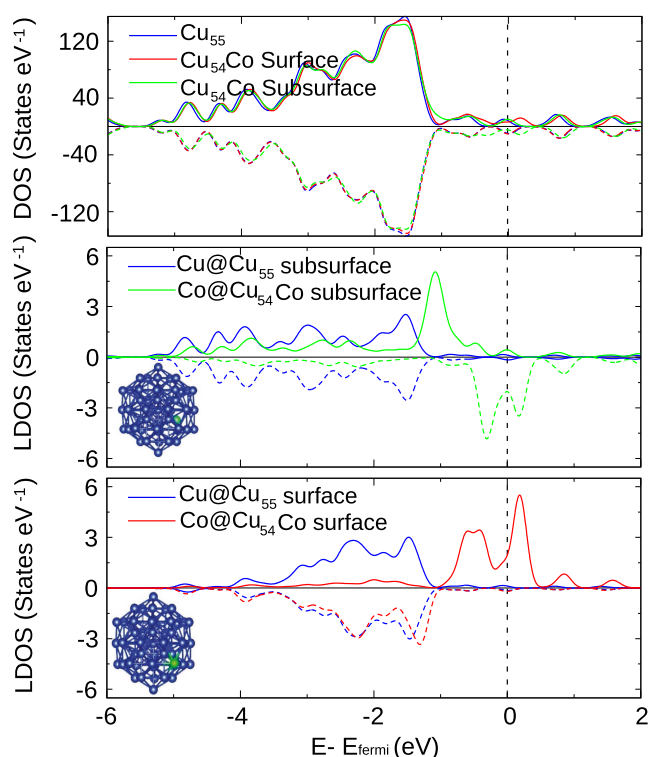 DOS (States eV⁻¹)
120
40
0
-40
-120
Cu₅₅
Cu₅₄Co Surface
Cu₅₄Co Subsurface
LDOS (States eV⁻¹)
6
3
0
-3
-6
Cu@Cu₅₅ subsurface
Co@Cu₅₄Co subsurface
LDOS (States eV⁻¹)
6
3
0
-3
-6
Cu@Cu₅₅ surface
Co@Cu₅₄Co surface
-6 -4 -2 0 2
E- Efermi (eV)